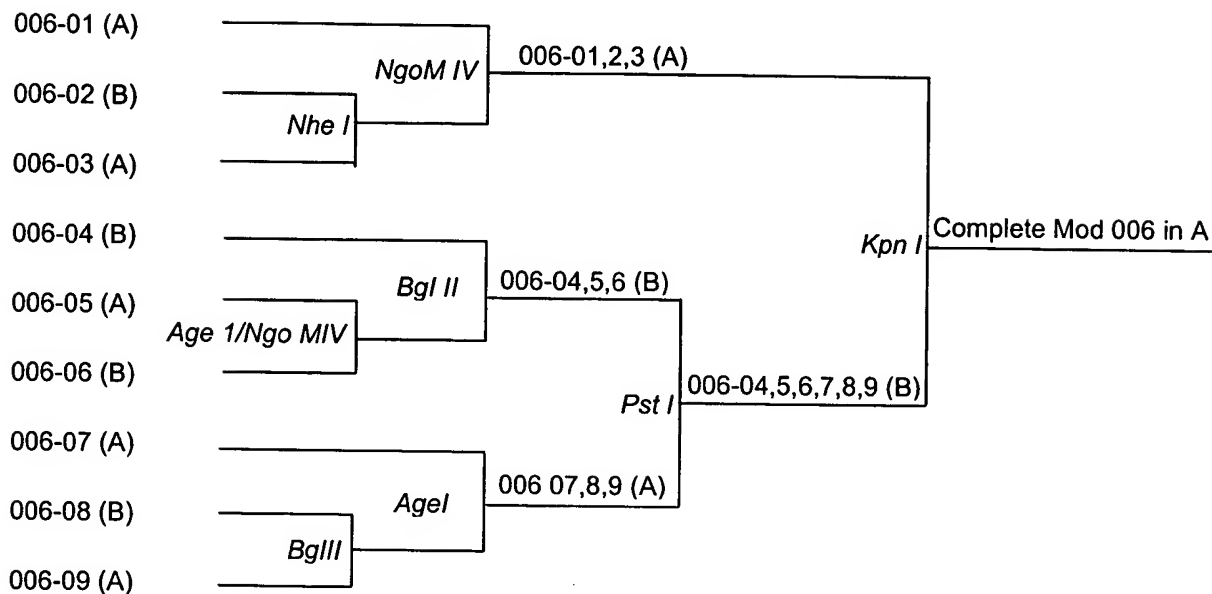 006-01 (A)
006-02 (B)
006-03 (A)
006-04 (B)
006-05 (A)
006-06 (B)
006-07 (A)
006-08 (B)
006-09 (A)
NgoM IV
Nhe I
Bgl II
Age 1/Ngo MIV
AgeI
BglII
006-01,2,3 (A)
006-04,5,6 (B)
006 07,8,9 (A)
Pst I
006-04,5,6,7,8,9 (B)
Kpn I
Complete Mod 006 in A